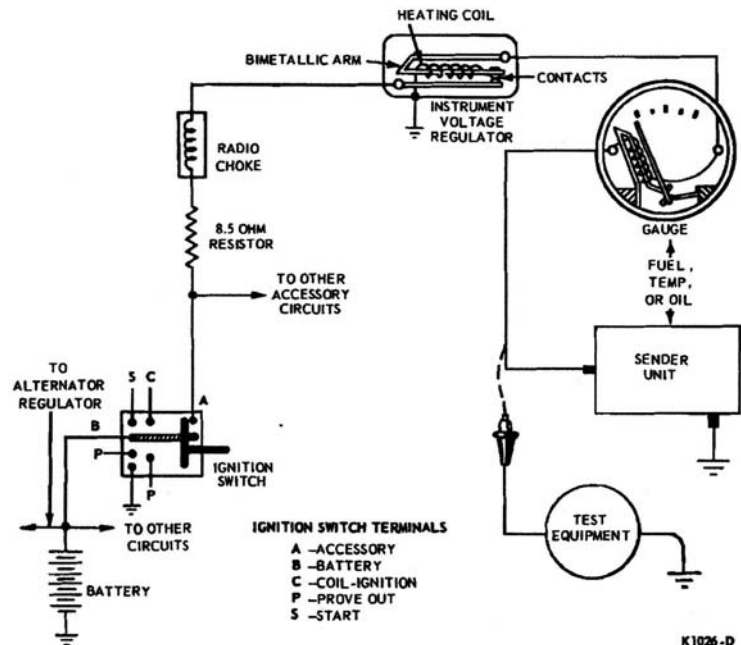 HEATING COIL
BIMETALLIC ARM
CONTACTS
INSTRUMENT
VOLTAGE
REGULATOR
RADIO
CHOKE
8.5 OHM
RESISTOR
GAUGE
FUEL,
TEMP,
OR OIL
TO OTHER
ACCESSORY
CIRCUITS
SENDER
UNIT
TO
ALTERNATOR
REGULATOR
S C
A
B
P
P
IGNITION
SWITCH
TO OTHER
CIRCUITS
BATTERY
TEST
EQUIPMENT
IGNITION SWITCH TERMINALS
A -ACCESSORY
B -BATTERY
C -COIL-IGNITION
P -PROVE OUT
S -START
K1026-D